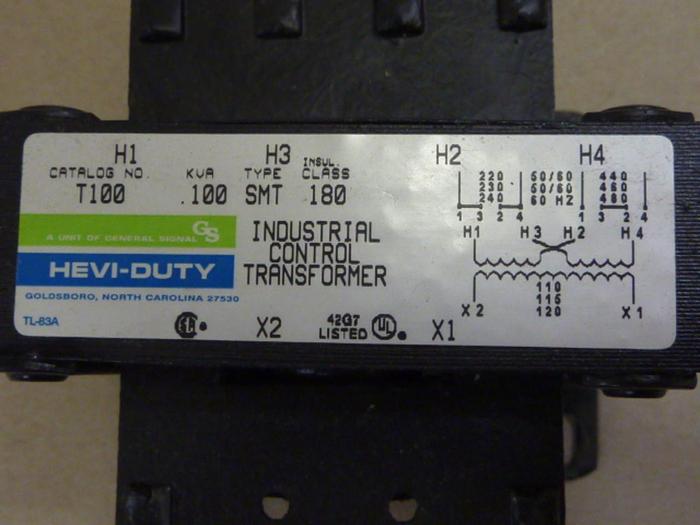 H1 H3 H2 H4
CATALOG NO. KVA TYPE INSUL. CLASS
T100 .100 SMT 180
A UNIT OF GENERAL SIGNAL GS
HEVI-DUTY
GOLDSBORO, NORTH CAROLINA 27530
TL-83A
INDUSTRIAL
CONTROL
TRANSFORMER
220 50/60 440
230 50/60 460
240 60 HZ 480
1 3 2 4 1 3 2 4
H1 H3 H2 H4
110
115
120
X2 X1
X2 42G7 LISTED UL X1